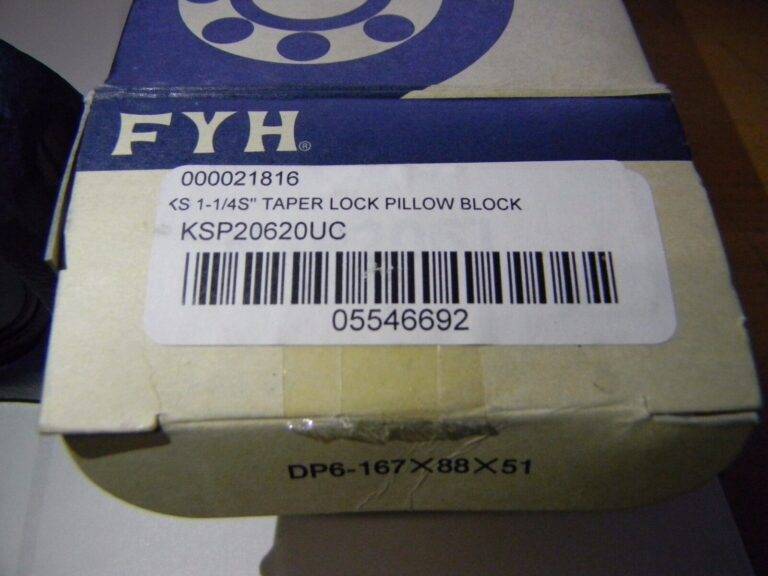 FYH®
000021816
KS 1-1/4S" TAPER LOCK PILLOW BLOCK
KSP20620UC
05546692
DP6-167×88×51